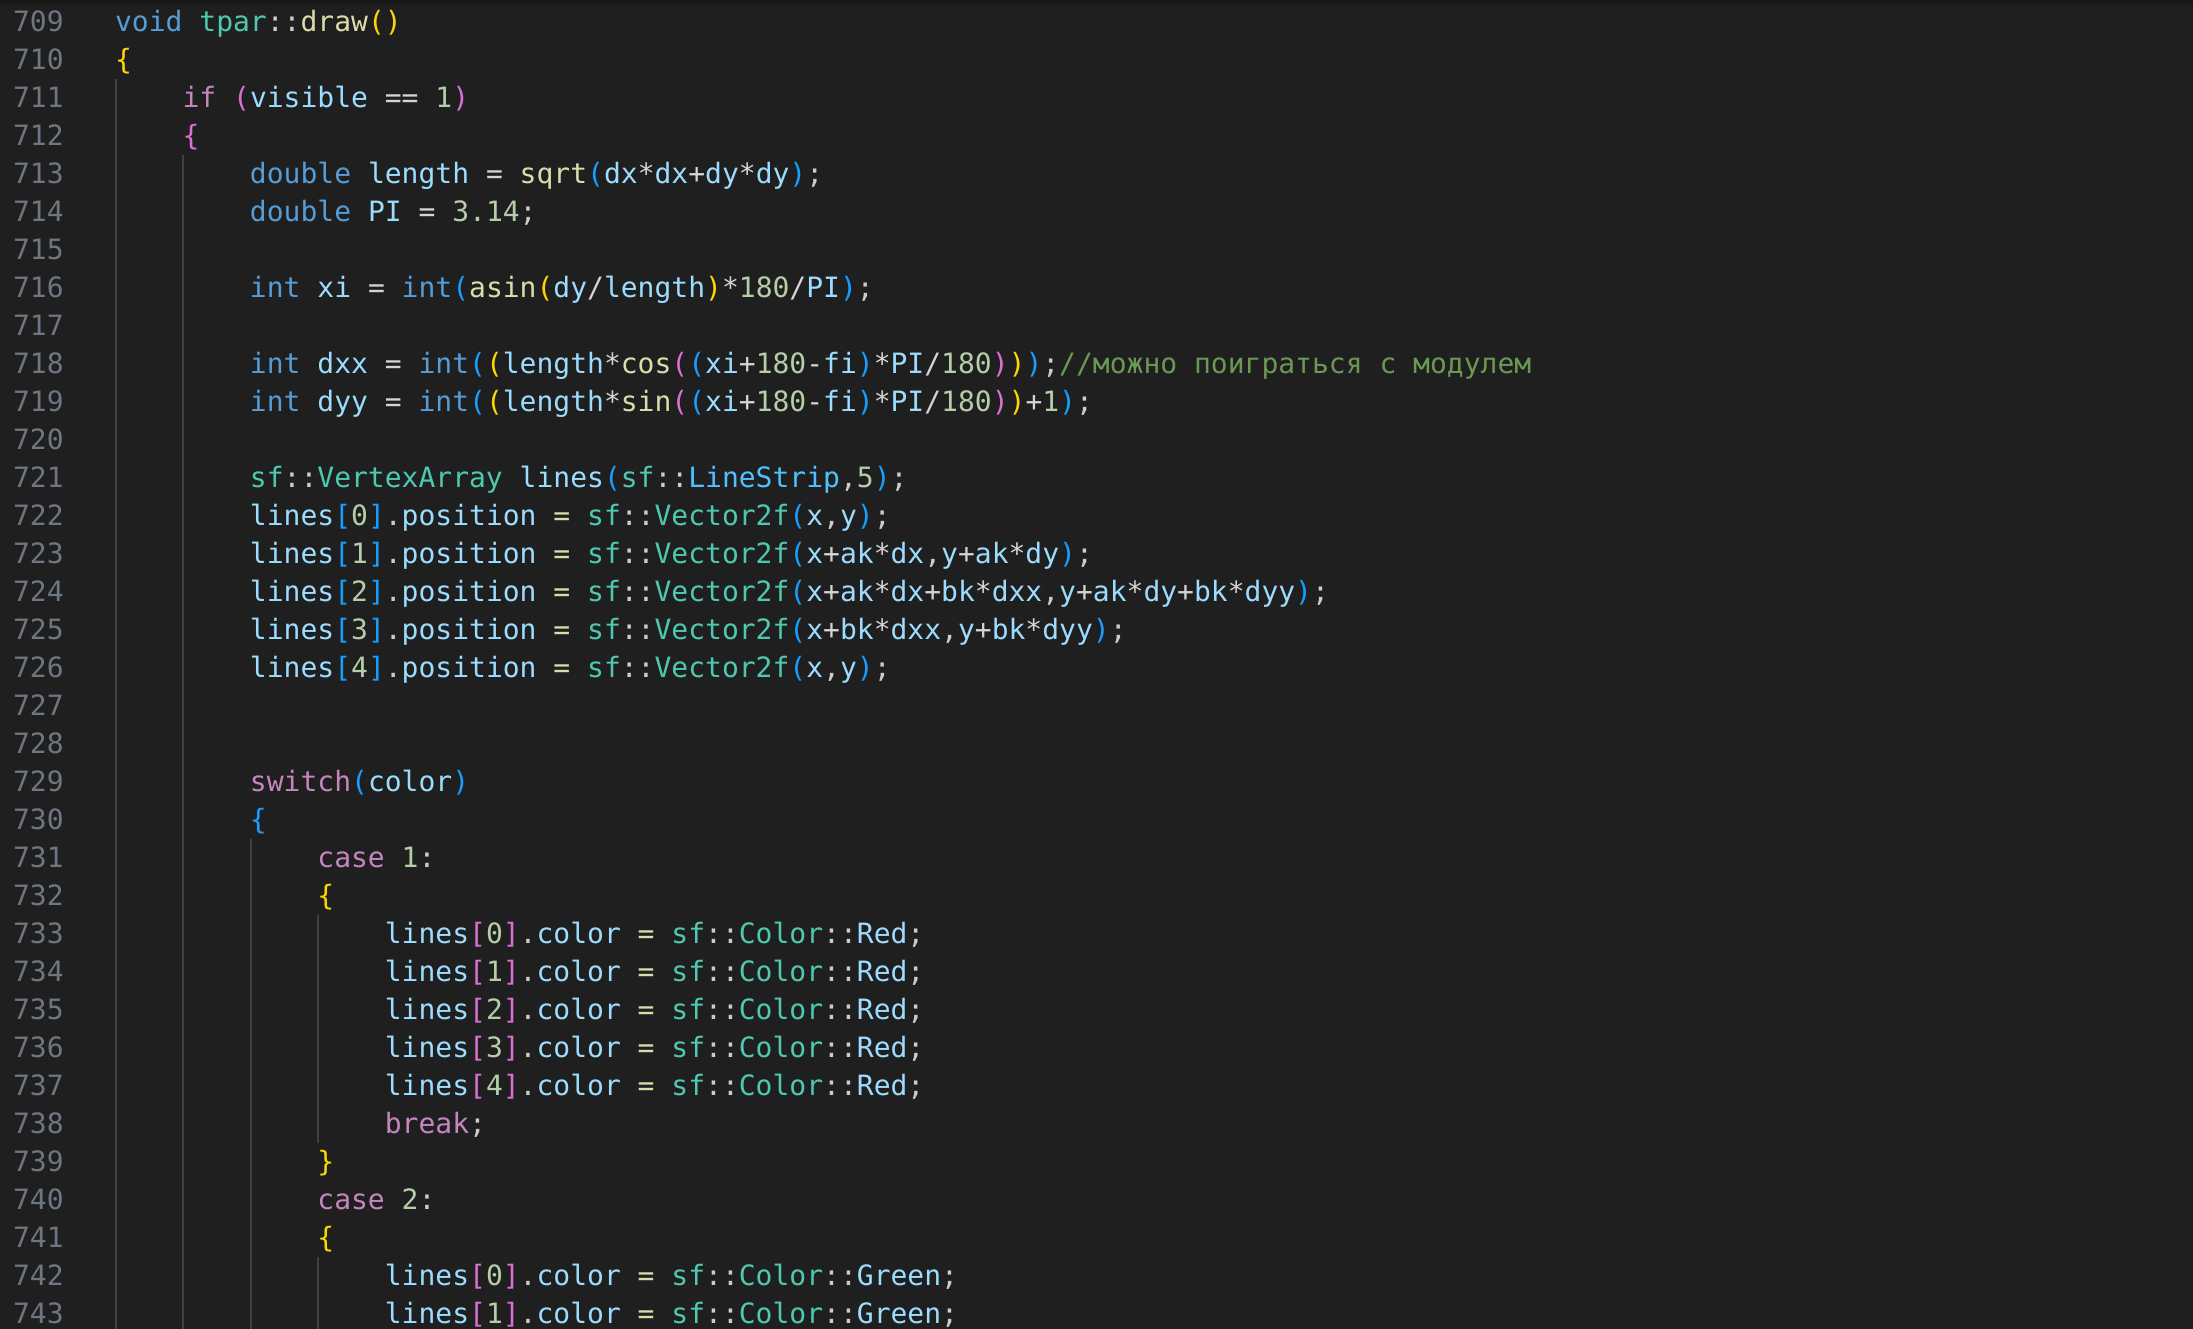 709 void tpar::draw()
710 {
711 if (visible == 1)
712 {
713 double length = sqrt(dx*dx+dy*dy);
714 double PI = 3.14;
715
716 int xi = int(asin(dy/length)*180/PI);
717
718 int dxx = int((length*cos((xi+180-fi)*PI/180)));//можно поиграться с модулем
719 int dyy = int((length*sin((xi+180-fi)*PI/180))+1);
720
721 sf::VertexArray lines(sf::LineStrip,5);
722 lines[0].position = sf::Vector2f(x,y);
723 lines[1].position = sf::Vector2f(x+ak*dx,y+ak*dy);
724 lines[2].position = sf::Vector2f(x+ak*dx+bk*dxx,y+ak*dy+bk*dyy);
725 lines[3].position = sf::Vector2f(x+bk*dxx,y+bk*dyy);
726 lines[4].position = sf::Vector2f(x,y);
727
728
729 switch(color)
730 {
731 case 1:
732 {
733 lines[0].color = sf::Color::Red;
734 lines[1].color = sf::Color::Red;
735 lines[2].color = sf::Color::Red;
736 lines[3].color = sf::Color::Red;
737 lines[4].color = sf::Color::Red;
738 break;
739 }
740 case 2:
741 {
742 lines[0].color = sf::Color::Green;
743 lines[1].color = sf::Color::Green;